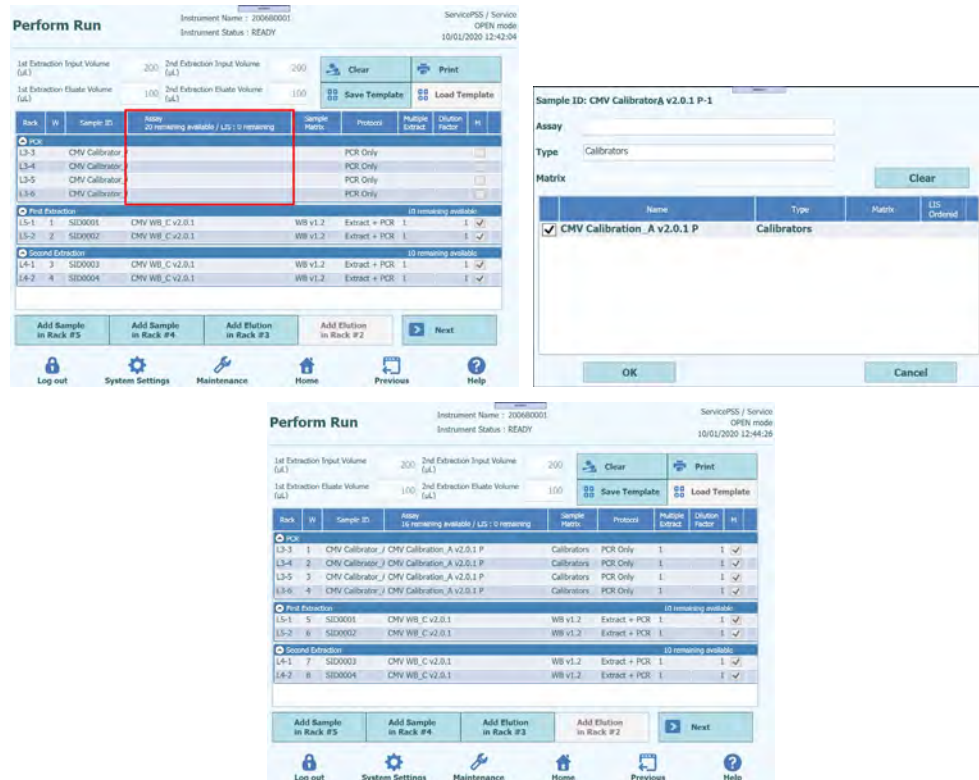 Perform Run
Instrument Name : 200680001
Instrument Status : READY
ServicePSS / Service
OPEN mode
10/01/2020 12:42:04
1st Extraction Input Volume (uL) 200 2nd Extraction Input Volume (uL) 200 Clear Print
1st Extraction Eluate Volume (uL) 100 2nd Extraction Eluate Volume (uL) 100 Save Template Load Template
Rack W Sample ID Assay 20 remaining available / LIS : 0 remaining Sample Matrix Protocol Multiple Extract Dilution Factor M
PCR
L3-3 CMV Calibrator_ PCR Only
L3-4 CMV Calibrator_ PCR Only
L3-5 CMV Calibrator_ PCR Only
L3-6 CMV Calibrator_ PCR Only
First Extraction 10 remaining available
L5-1 1 SID0001 CMV WB_C v2.0.1 WB v1.2 Extract + PCR 1 1
L5-2 2 SID0002 CMV WB_C v2.0.1 WB v1.2 Extract + PCR 1 1
Second Extraction 10 remaining available
L4-1 3 SID0003 CMV WB_C v2.0.1 WB v1.2 Extract + PCR 1 1
L4-2 4 SID0004 CMV WB_C v2.0.1 WB v1.2 Extract + PCR 1 1
Add Sample in Rack #5 Add Sample in Rack #4 Add Elution in Rack #3 Add Elution in Rack #2 Next
Log out System Settings Maintenance Home Previous Help
Sample ID: CMV CalibratorA v2.0.1 P-1
Assay
Type Calibrators
Matrix Clear
Name Type Matrix LIS Ordered
CMV Calibration_A v2.0.1 P Calibrators
OK Cancel
Perform Run
Instrument Name : 200680001
Instrument Status : READY
ServicePSS / Service
OPEN mode
10/01/2020 12:44:26
1st Extraction Input Volume (uL) 200 2nd Extraction Input Volume (uL) 200 Clear Print
1st Extraction Eluate Volume (uL) 100 2nd Extraction Eluate Volume (uL) 100 Save Template Load Template
Rack W Sample ID Assay 16 remaining available / LIS : 0 remaining Sample Matrix Protocol Multiple Extract Dilution Factor M
PCR
L3-3 1 CMV Calibrator_ CMV Calibration_A v2.0.1 P Calibrators PCR Only 1 1
L3-4 2 CMV Calibrator_ CMV Calibration_A v2.0.1 P Calibrators PCR Only 1 1
L3-5 3 CMV Calibrator_ CMV Calibration_A v2.0.1 P Calibrators PCR Only 1 1
L3-6 4 CMV Calibrator_ CMV Calibration_A v2.0.1 P Calibrators PCR Only 1 1
First Extraction 10 remaining available
L5-1 5 SID0001 CMV WB_C v2.0.1 WB v1.2 Extract + PCR 1 1
L5-2 6 SID0002 CMV WB_C v2.0.1 WB v1.2 Extract + PCR 1 1
Second Extraction 10 remaining available
L4-1 7 SID0003 CMV WB_C v2.0.1 WB v1.2 Extract + PCR 1 1
L4-2 8 SID0004 CMV WB_C v2.0.1 WB v1.2 Extract + PCR 1 1
Add Sample in Rack #5 Add Sample in Rack #4 Add Elution in Rack #3 Add Elution in Rack #2 Next
Log out System Settings Maintenance Home Previous Help